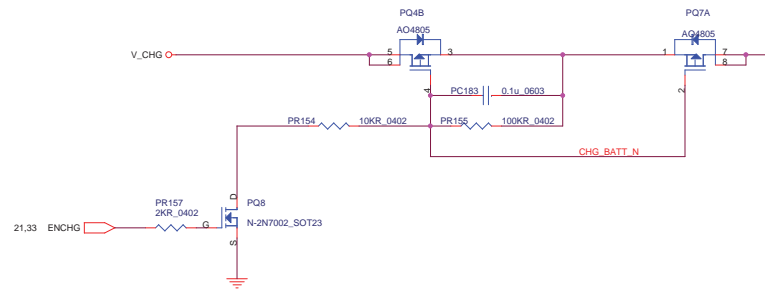 PQ4B
AO4805
PQ7A
AO4805
V_CHG
5
6
3
4
1
7
8
2
PC183
0.1u_0603
PR154
10KR_0402
PR155
100KR_0402
CHG_BATT_N
PR157
2KR_0402
D
G
S
PQ8
N-2N7002_SOT23
21,33
ENCHG